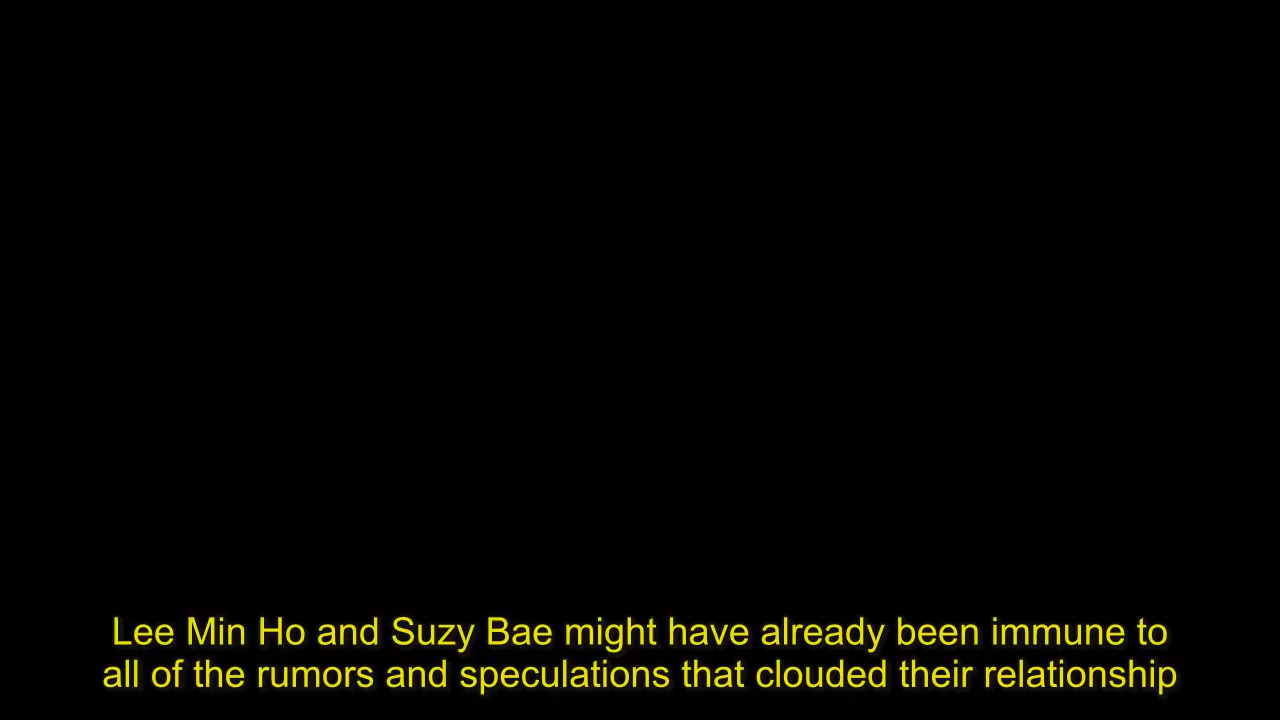 Lee Min Ho and Suzy Bae might have already been immune to
all of the rumors and speculations that clouded their relationship